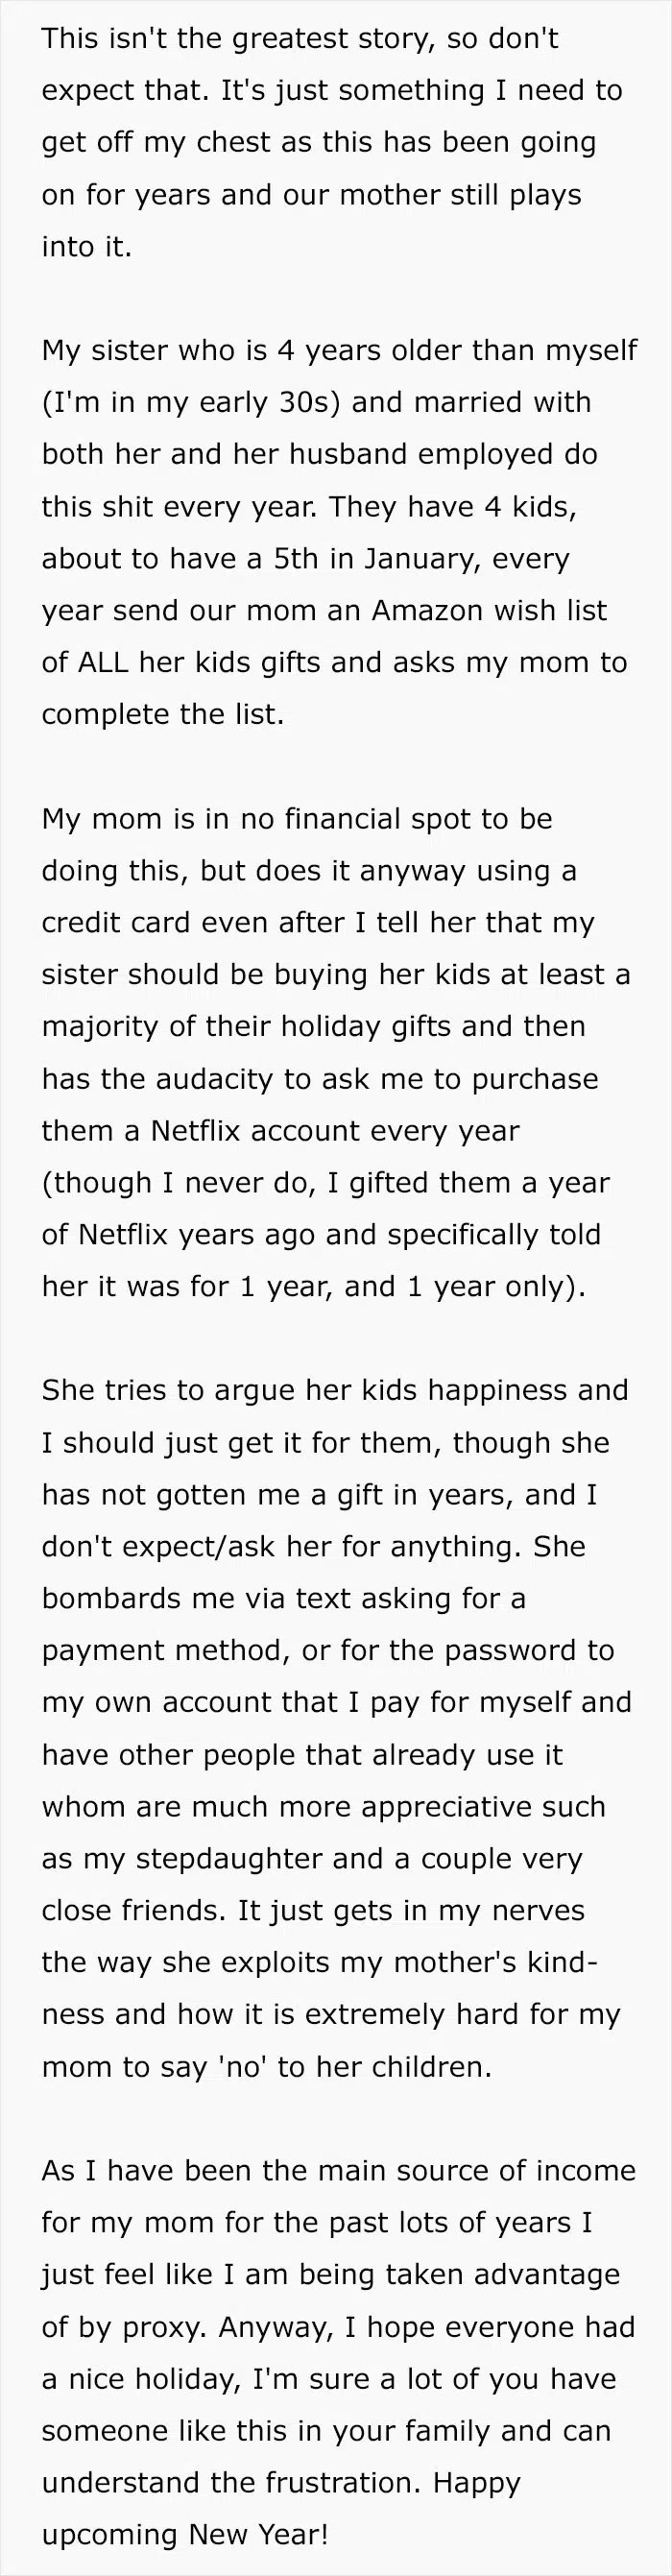 This isn't the greatest story, so don't
expect that. It's just something I need to
get off my chest as this has been going
on for years and our mother still plays
into it.
My sister who is 4 years older than myself
(I'm in my early 30s) and married with
both her and her husband employed do
this shit every year. They have 4 kids,
about to have a 5th in January, every
year send our mom an Amazon wish list
of ALL her kids gifts and asks my mom to
complete the list.
My mom is in no financial spot to be
doing this, but does it anyway using a
credit card even after I tell her that my
sister should be buying her kids at least a
majority of their holiday gifts and then
has the audacity to ask me to purchase
them a Netflix account every year
(though I never do, I gifted them a year
of Netflix years ago and specifically told
her it was for 1 year, and 1 year only).
She tries to argue her kids happiness and
I should just get it for them, though she
has not gotten me a gift in years, and I
don't expect/ask her for anything. She
bombards me via text asking for a
payment method, or for the password to
my own account that I pay for myself and
have other people that already use it
whom are much more appreciative such
as my stepdaughter and a couple very
close friends. It just gets in my nerves
the way she exploits my mother's kind-
ness and how it is extremely hard for my
mom to say 'no' to her children.
As I have been the main source of income
for my mom for the past lots of years I
just feel like I am being taken advantage
of by proxy. Anyway, I hope everyone had
a nice holiday, I'm sure a lot of you have
someone like this in your family and can
understand the frustration. Happy
upcoming New Year!